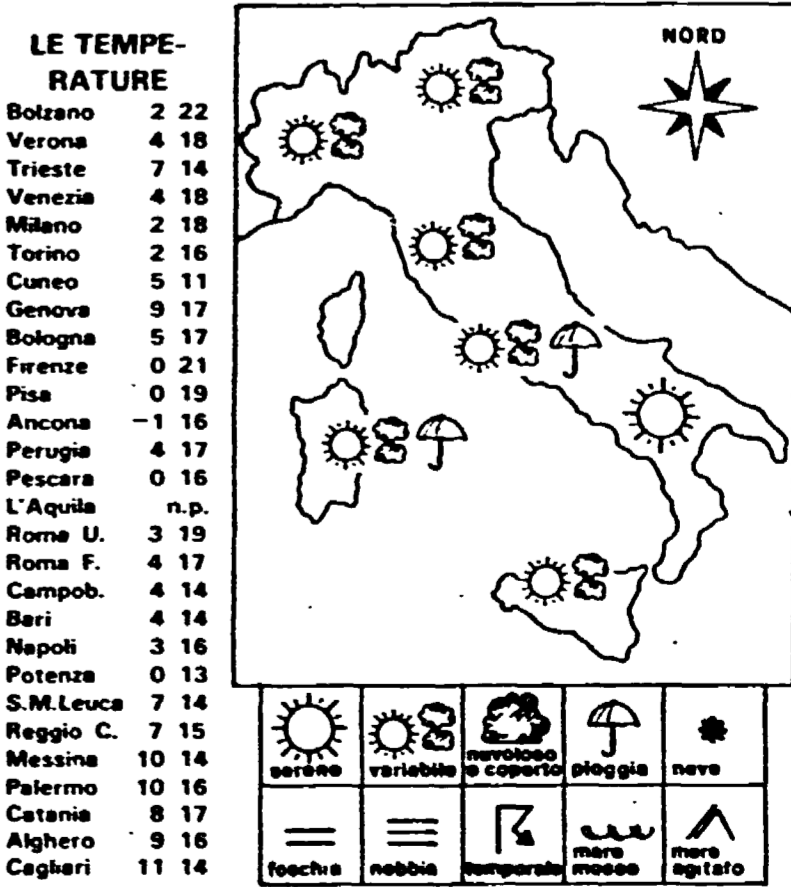 LE TEMPE-
RATURE
Bolzano 2 22
Verona 4 18
Trieste 7 14
Venezia 4 18
Milano 2 18
Torino 2 16
Cuneo 5 11
Genova 9 17
Bologna 5 17
Firenze 0 21
Pisa 0 19
Ancona −1 16
Perugia 4 17
Pescara 0 16
L'Aquila n.p.
Roma U. 3 19
Roma F. 4 17
Campob. 4 14
Bari 4 14
Napoli 3 16
Potenza 0 13
S.M.Leuca 7 14
Reggio C. 7 15
Messina 10 14
Palermo 10 16
Catania 8 17
Alghero 9 16
Cagliari 11 14
NORD
sereno
variabile
nuvoloso
o coperto
pioggia
neve
foschia
nebbia
temporale
mare
mosso
mare
agitato